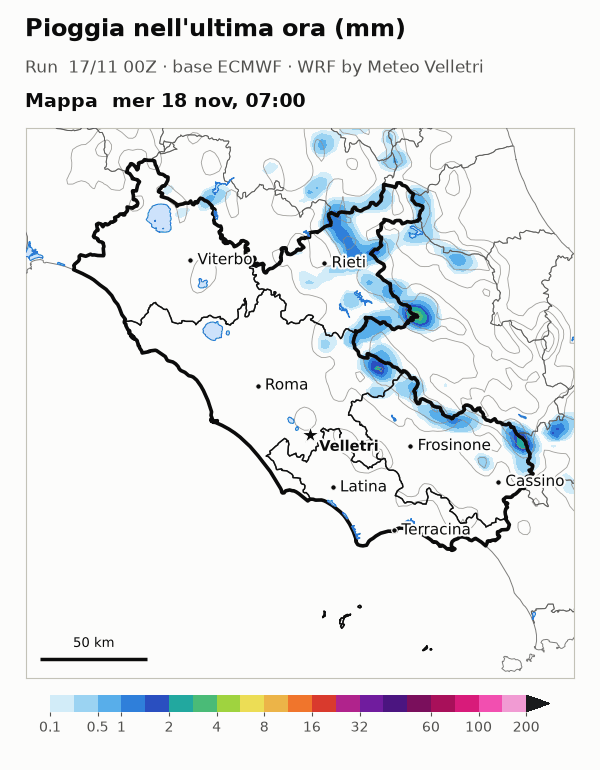 Pioggia nell'ultima ora (mm)
Run  17/11 00Z · base ECMWF · WRF by Meteo Velletri
Mappa  mer 18 nov, 07:00
Viterbo
Rieti
Roma
Velletri
Frosinone
Cassino
Latina
Terracina
50 km
0.1 0.5 1 2 4 8 16 32 60 100 200